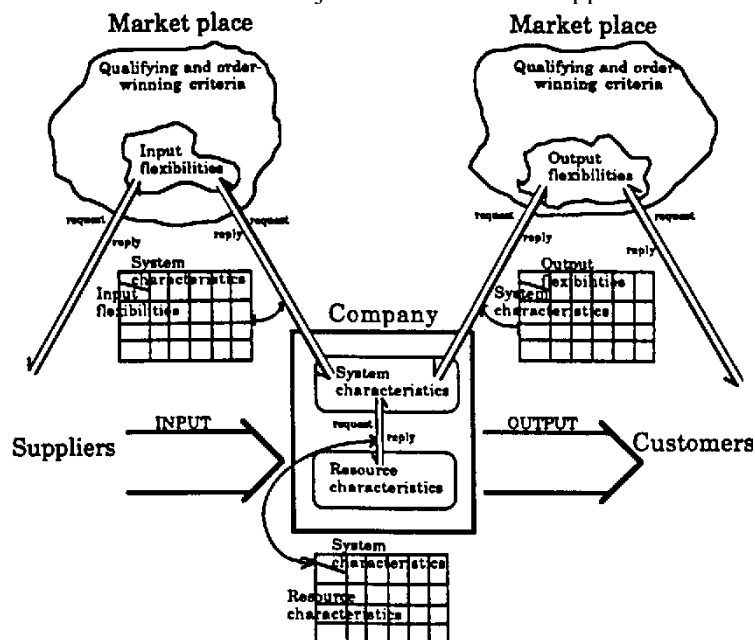 Market place
Market place
Qualifying and order-
winning criteria
Qualifying and order-
winning criteria
Input
flexibilities
Output
flexibilities
request
reply
request
request
reply
request
reply
System
characteristics
Input
flexibilities
Output
flexibilities
System
characteristics
Company
System
characteristics
request
reply
Resource
characteristics
Suppliers
INPUT
OUTPUT
Customers
System
characteristics
Resource
characteristics